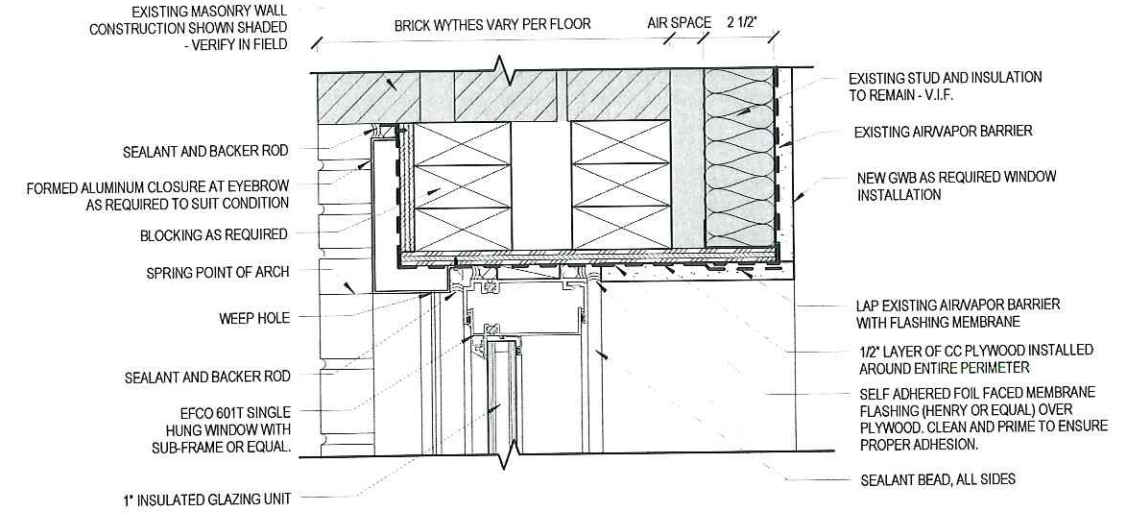 EXISTING MASONRY WALL
CONSTRUCTION SHOWN SHADED
- VERIFY IN FIELD
BRICK WYTHES VARY PER FLOOR
AIR SPACE
2 1/2"
EXISTING STUD AND INSULATION
TO REMAIN - V.I.F.
EXISTING AIR/VAPOR BARRIER
NEW GWB AS REQUIRED WINDOW
INSTALLATION
LAP EXISTING AIR/VAPOR BARRIER
WITH FLASHING MEMBRANE
1/2" LAYER OF CC PLYWOOD INSTALLED
AROUND ENTIRE PERIMETER
SELF ADHERED FOIL FACED MEMBRANE
FLASHING (HENRY OR EQUAL) OVER
PLYWOOD. CLEAN AND PRIME TO ENSURE
PROPER ADHESION.
SEALANT BEAD, ALL SIDES
SEALANT AND BACKER ROD
FORMED ALUMINUM CLOSURE AT EYEBROW
AS REQUIRED TO SUIT CONDITION
BLOCKING AS REQUIRED
SPRING POINT OF ARCH
WEEP HOLE
SEALANT AND BACKER ROD
EFCO 601T SINGLE
HUNG WINDOW WITH
SUB-FRAME OR EQUAL.
1" INSULATED GLAZING UNIT